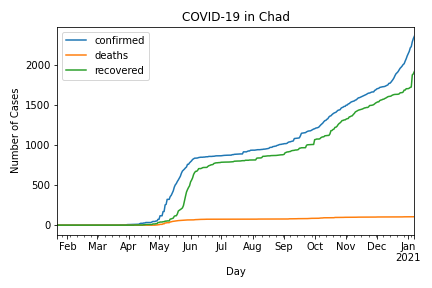 COVID-19 in Chad
confirmed
deaths
recovered
Number of Cases
2000
1500
1000
500
0
Feb Mar Apr May Jun Jul Aug Sep Oct Nov Dec Jan
2021
Day